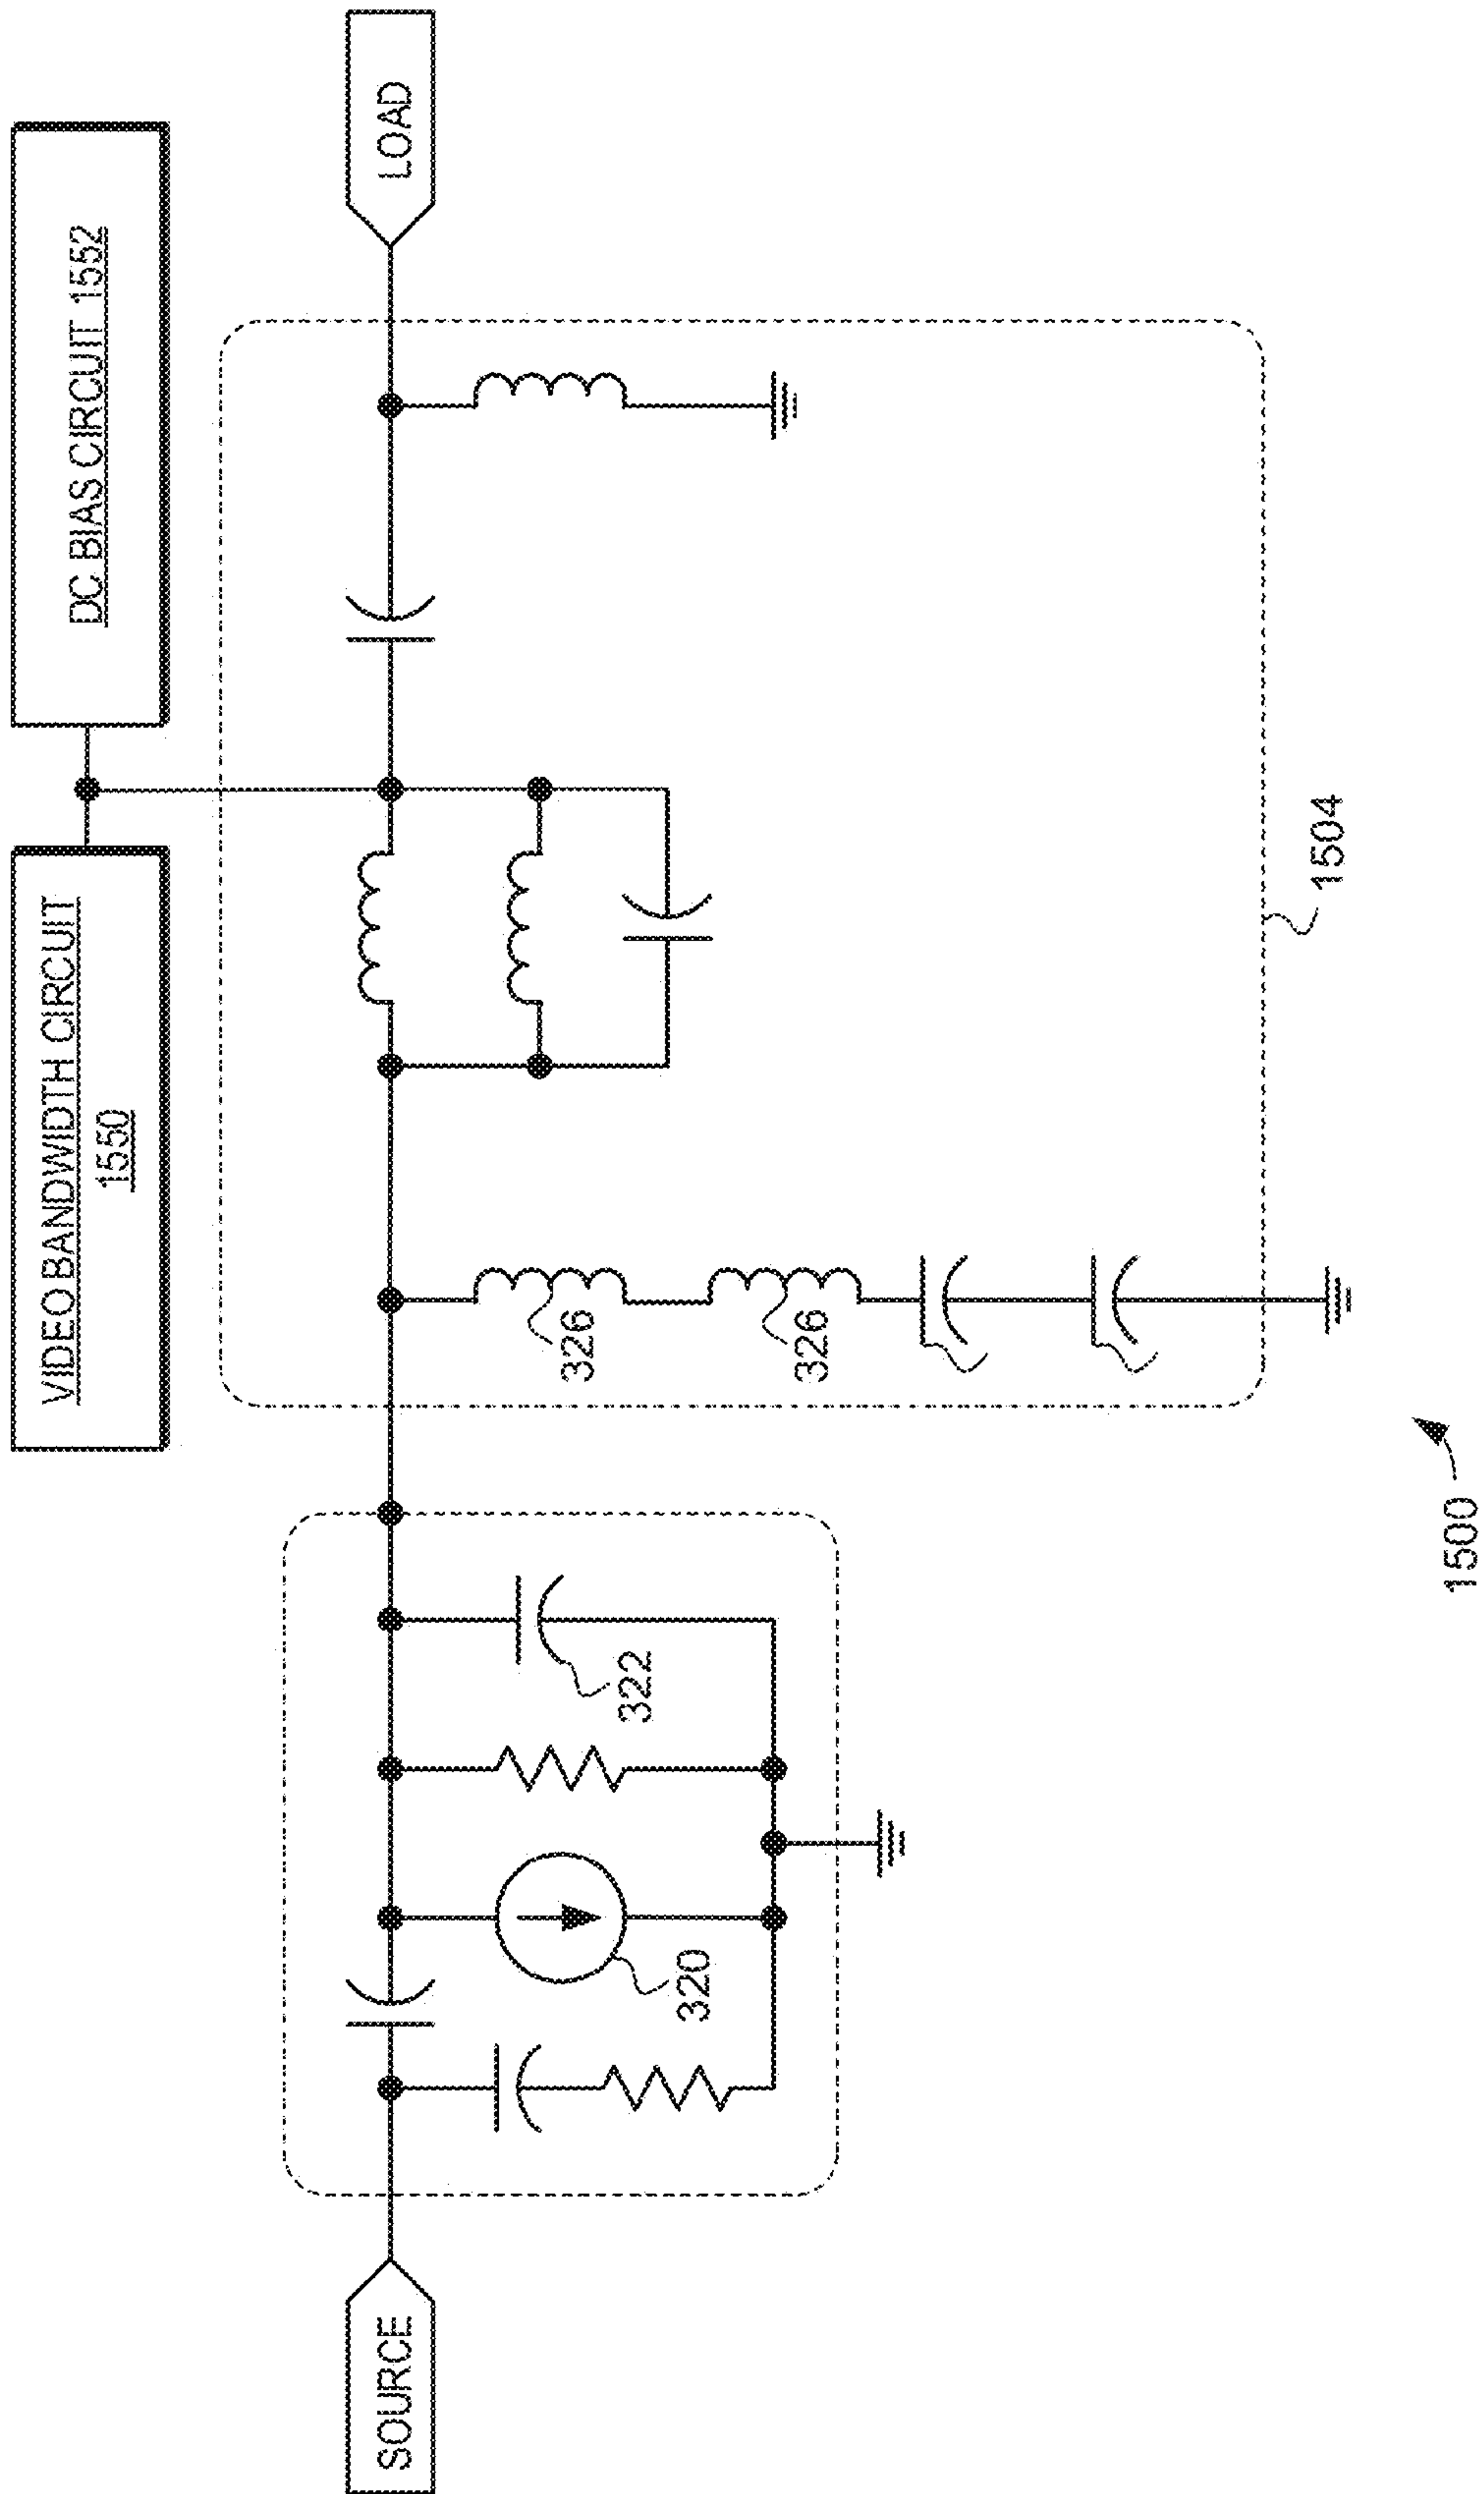 VIDEO BANDWIDTH CIRCUIT
1550
DC BIAS CIRCUIT 1552
SOURCE
LOAD
320
322
326
326
1504
1500